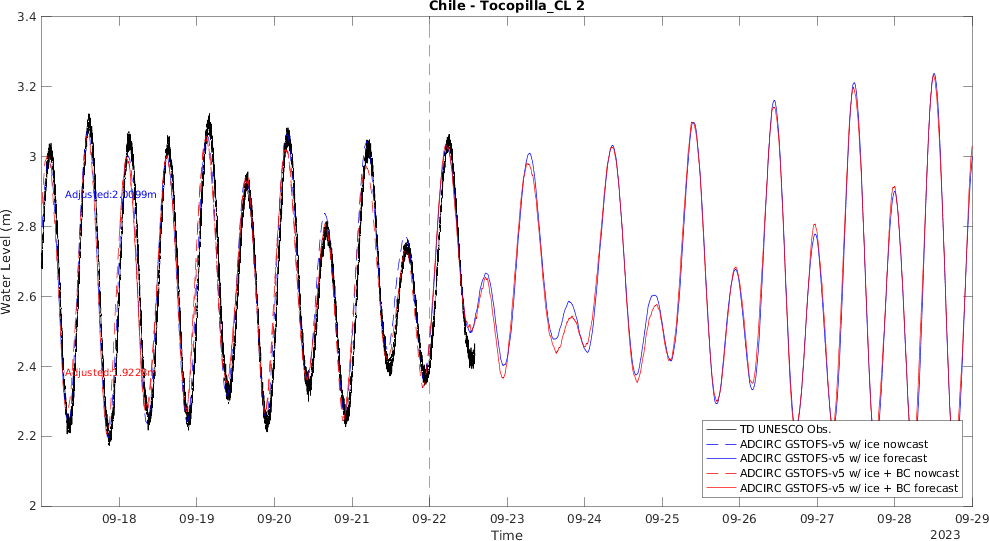 Chile - Tocopilla_CL 2
3.4
3.2
3
2.8
2.6
2.4
2.2
2
Water Level (m)
Adjusted:2.0099m
Adjusted:1.9228m
TD UNESCO Obs.
ADCIRC GSTOFS-v5 w/ ice nowcast
ADCIRC GSTOFS-v5 w/ ice forecast
ADCIRC GSTOFS-v5 w/ ice + BC nowcast
ADCIRC GSTOFS-v5 w/ ice + BC forecast
09-18 09-19 09-20 09-21 09-22 09-23 09-24 09-25 09-26 09-27 09-28 09-29
Time
2023